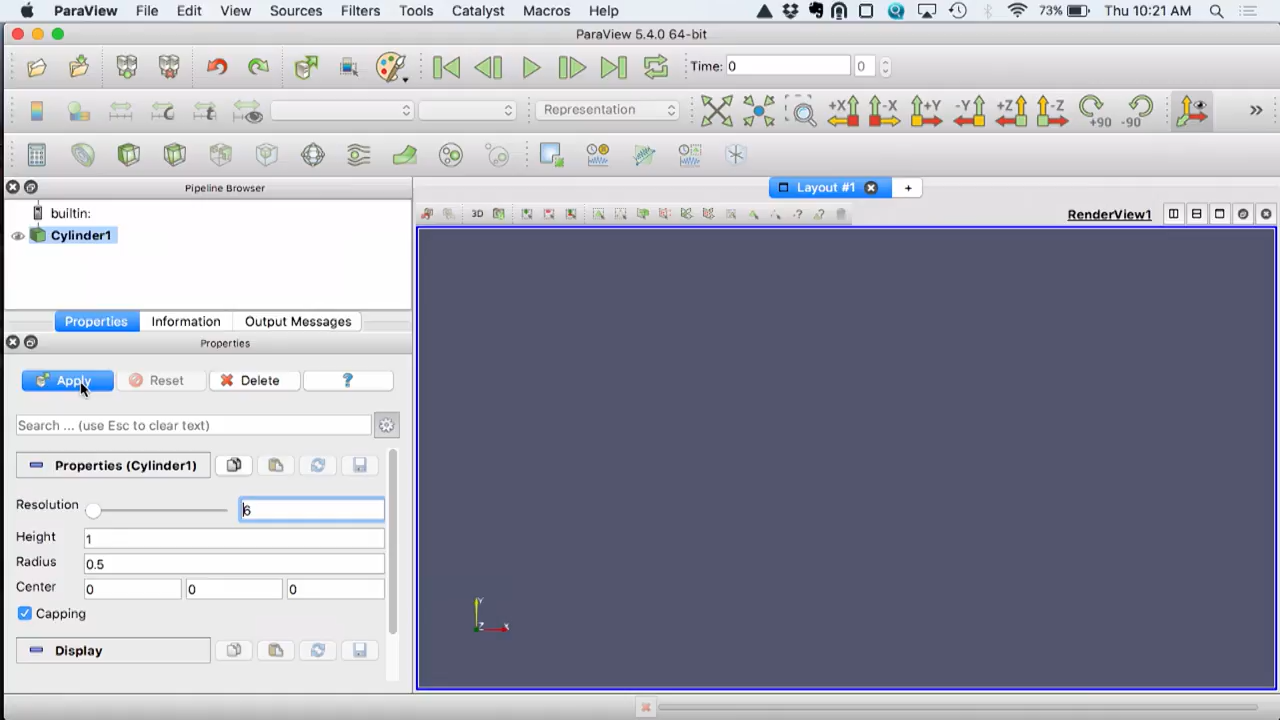 ParaView File Edit View Sources Filters Tools Catalyst Macros Help 73% Thu 10:21 AM
ParaView 5.4.0 64-bit
Time: 0 0
Representation +X -X +Y -Y +Z -Z +90 -90 »
Pipeline Browser Layout #1 +
builtin: 3D RenderView1
Cylinder1
Properties Information Output Messages
Properties
Apply Reset Delete ?
Search ... (use Esc to clear text)
Properties (Cylinder1)
Resolution 6
Height 1
Radius 0.5
Center 0 0 0
Capping
Y
Z X
Display